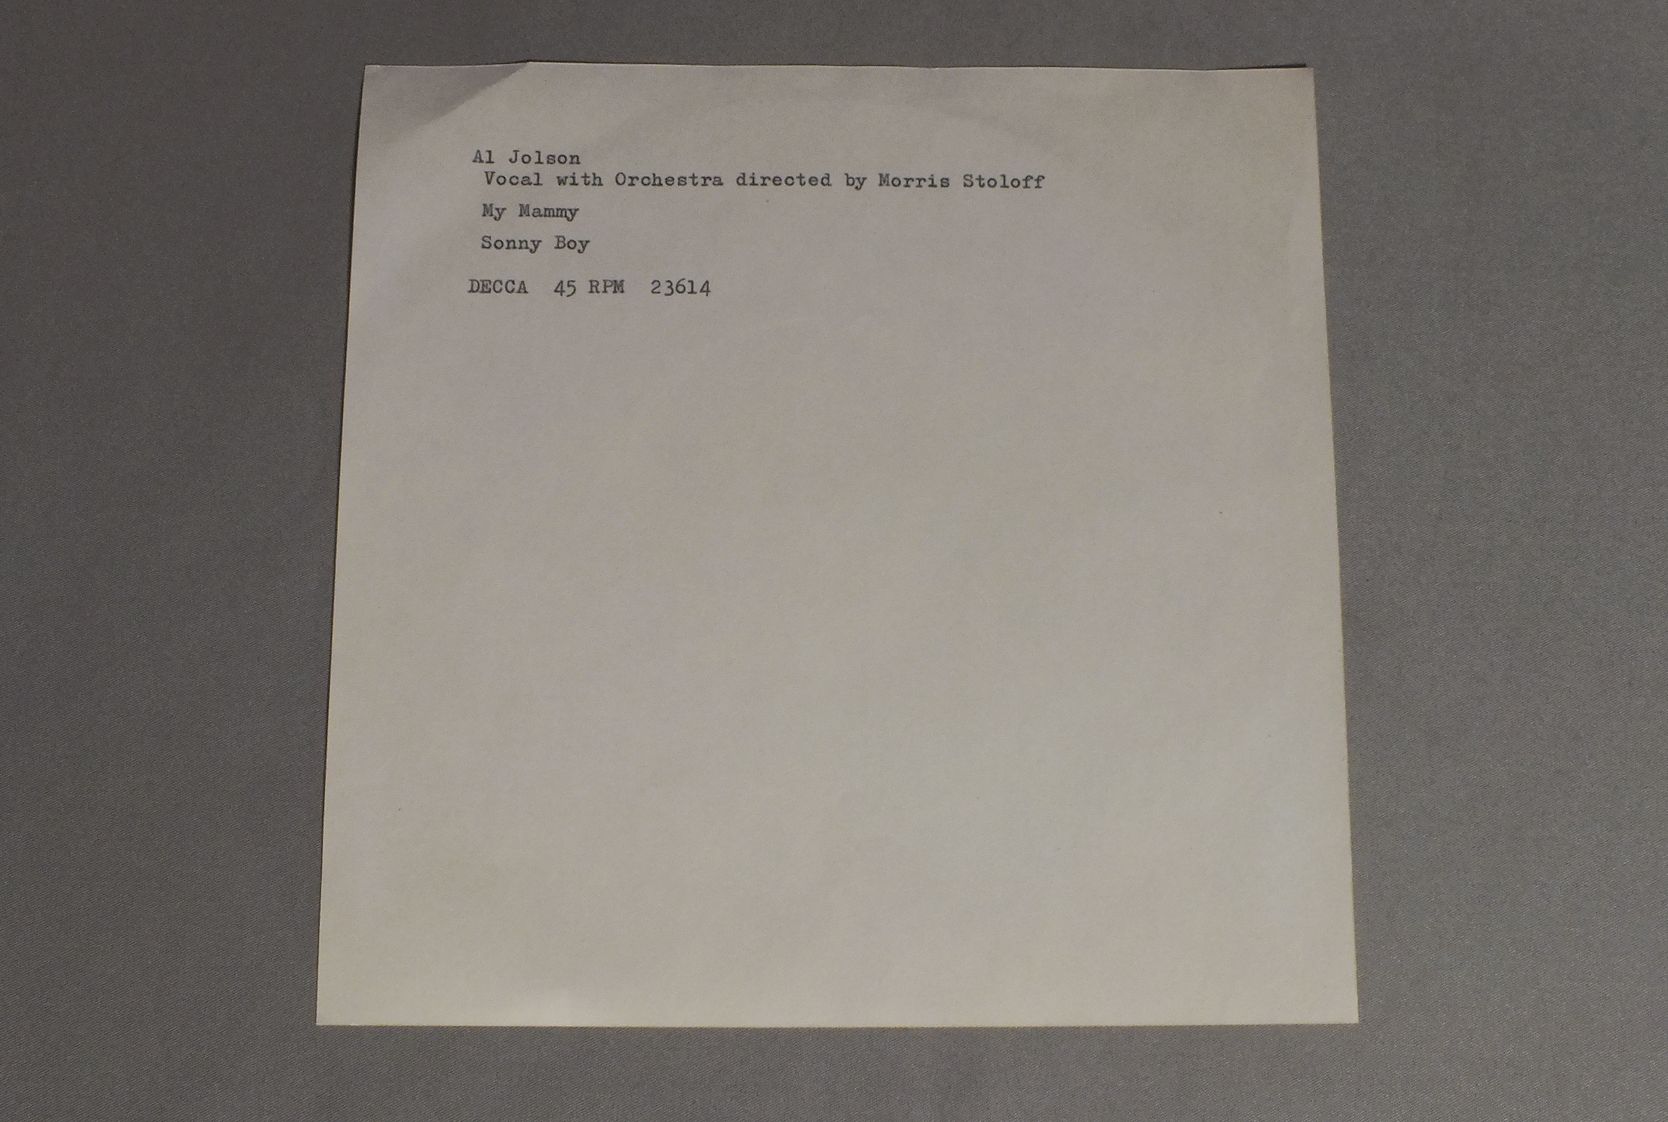 Al Jolson
Vocal with Orchestra directed by Morris Stoloff
My Mammy
Sonny Boy
DECCA 45 RPM 23614